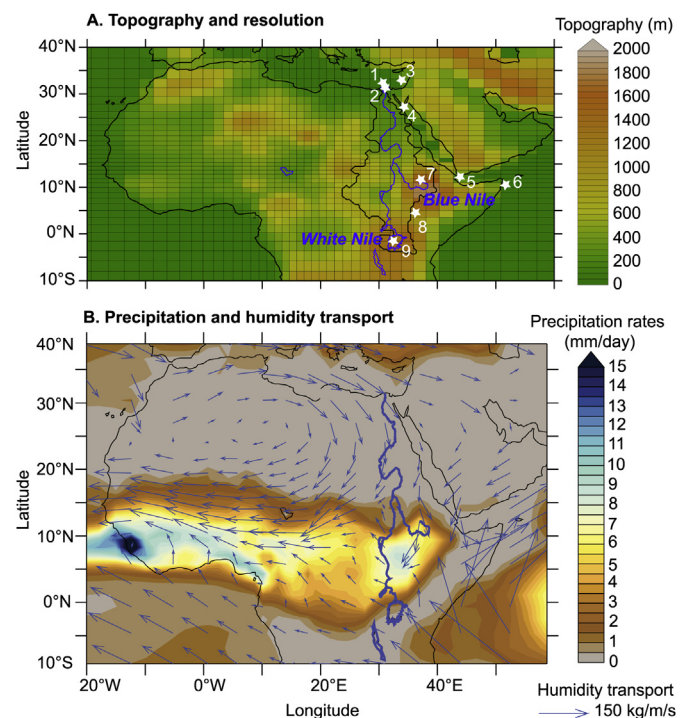 A. Topography and resolution
Topography (m)
40°N
30°N
20°N
10°N
0°N
10°S
Latitude
1
2
3
4
5
6
7
8
9
Blue Nile
White Nile
2000
1800
1600
1400
1200
1000
800
600
400
200
0
B. Precipitation and humidity transport
Precipitation rates
(mm/day)
40°N
30°N
20°N
10°N
0°N
10°S
Latitude
15
14
13
12
11
10
9
8
7
6
5
4
3
2
1
0
20°W 0°W 20°E 40°E
Longitude
Humidity transport
150 kg/m/s